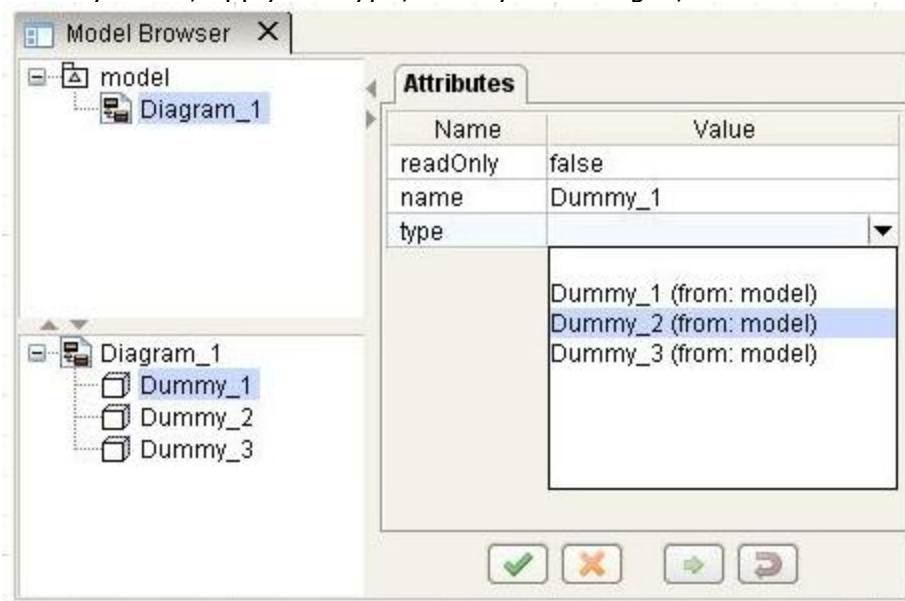 Model Browser
model
Diagram_1
Diagram_1
Dummy_1
Dummy_2
Dummy_3
Attributes
Name Value
readOnly false
name Dummy_1
type
Dummy_1 (from: model)
Dummy_2 (from: model)
Dummy_3 (from: model)